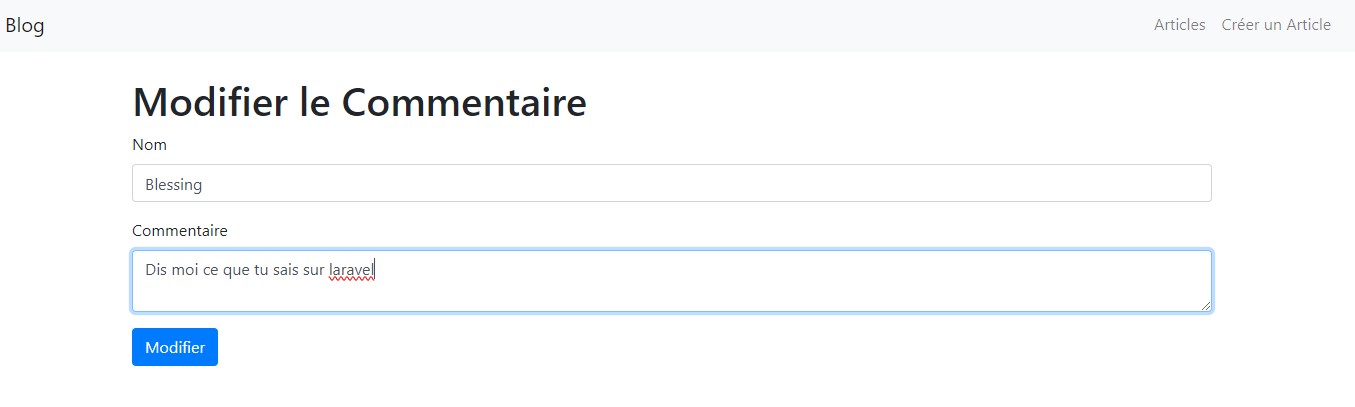 Blog
Articles
Créer un Article
Modifier le Commentaire
Nom
Blessing
Commentaire
Dis moi ce que tu sais sur laravel
Modifier